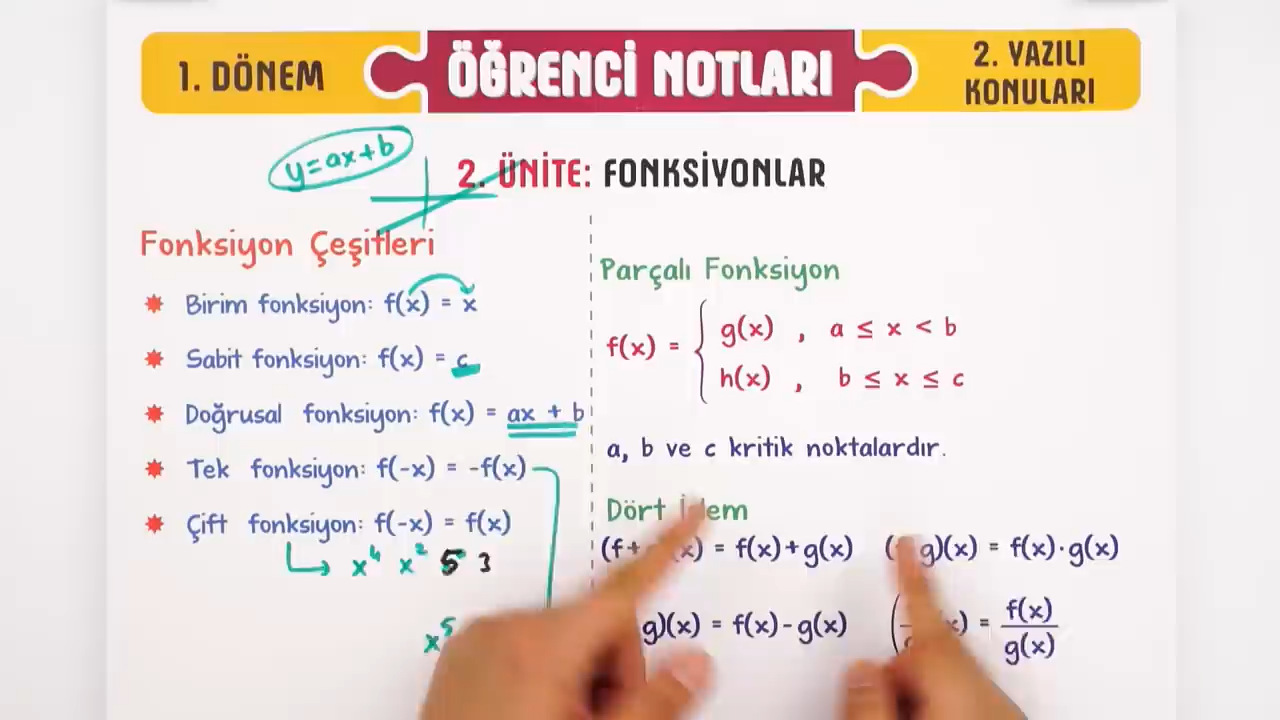 1. DÖNEM
ÖĞRENCİ NOTLARI
2. YAZILI
KONULARI
y=ax+b
2. ÜNİTE: FONKSİYONLAR
Fonksiyon Çeşitleri
Birim fonksiyon: f(x) = x
Sabit fonksiyon: f(x) = c
Doğrusal fonksiyon: f(x) = ax + b
Tek fonksiyon: f(-x) = -f(x)
Çift fonksiyon: f(-x) = f(x)
x⁴ x² 5 3
x⁵
Parçalı Fonksiyon
f(x) =
g(x) , a ≤ x < b
h(x) , b ≤ x ≤ c
a, b ve c kritik noktalardır.
Dört
= f(x)+g(x)
g)(x) = f(x)·g(x)
g)(x) = f(x)-g(x)
= f(x)/g(x)